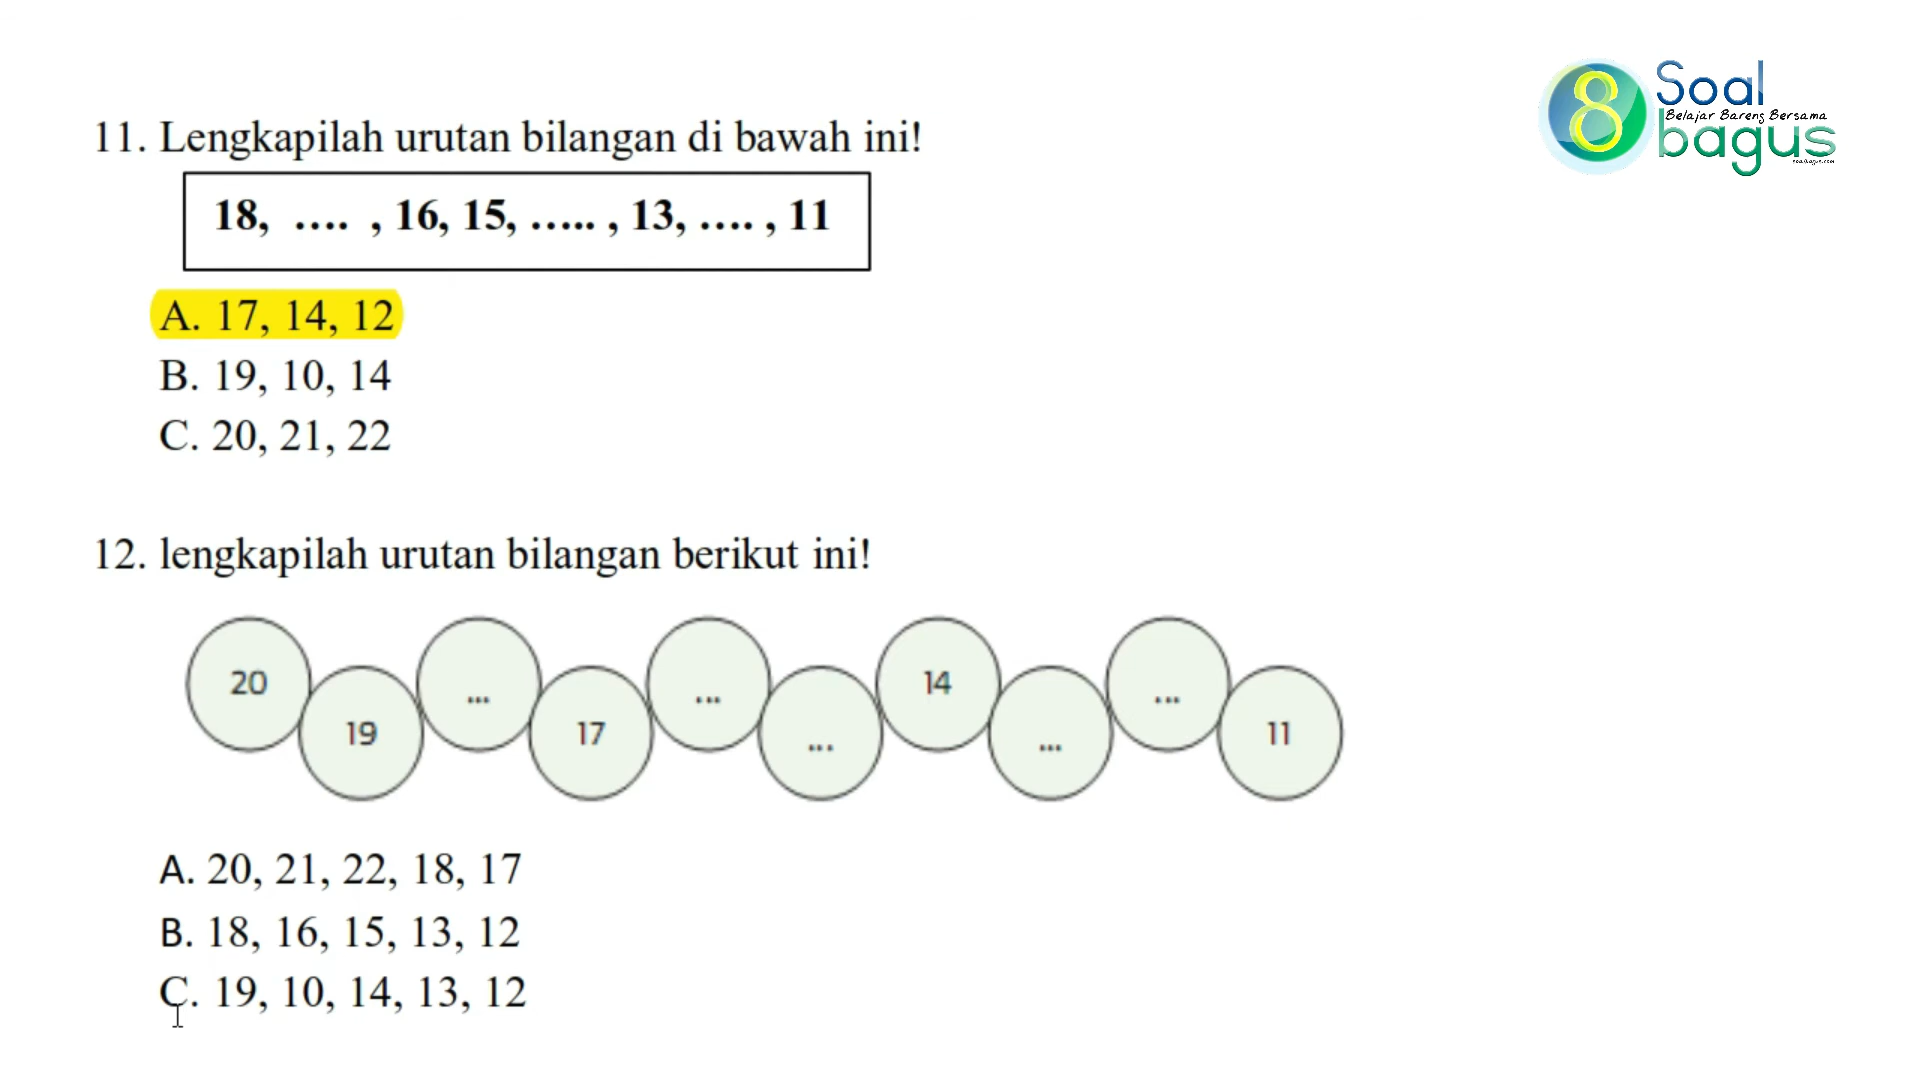 8
Soal
Belajar Bareng Bersama
bagus
11. Lengkapilah urutan bilangan di bawah ini!
18, .... , 16, 15, ..... , 13, .... , 11
A. 17, 14, 12
B. 19, 10, 14
C. 20, 21, 22
12. lengkapilah urutan bilangan berikut ini!
20 19 ... 17 ... ... 14 ... ... 11
A. 20, 21, 22, 18, 17
B. 18, 16, 15, 13, 12
C. 19, 10, 14, 13, 12